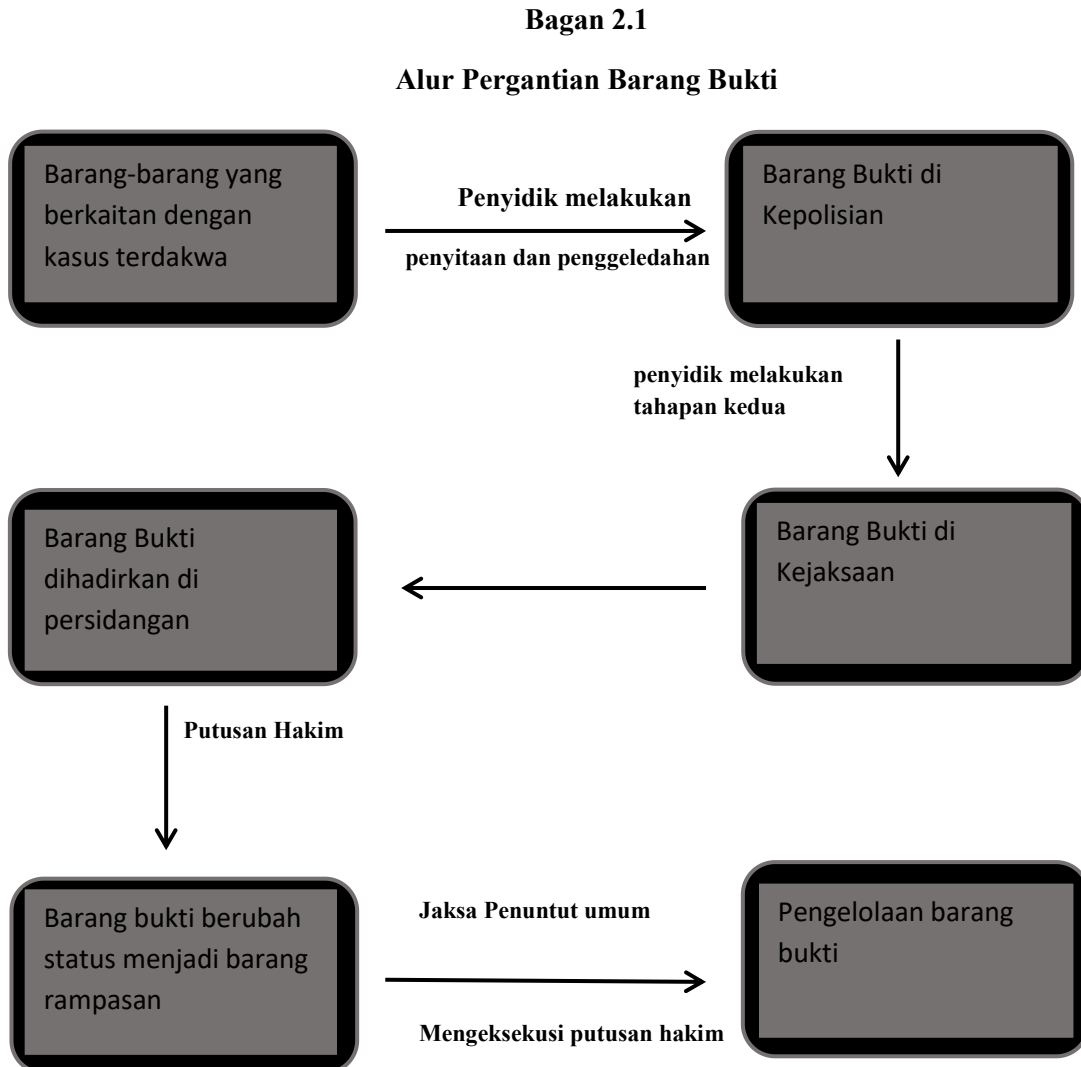 Bagan 2.1
Alur Pergantian Barang Bukti
Barang-barang yang
berkaitan dengan
kasus terdakwa
Penyidik melakukan
penyitaan dan penggeledahan
Barang Bukti di
Kepolisian
penyidik melakukan
tahapan kedua
Barang Bukti di
Kejaksaan
Barang Bukti
dihadirkan di
persidangan
Putusan Hakim
Barang bukti berubah
status menjadi barang
rampasan
Jaksa Penuntut umum
Mengeksekusi putusan hakim
Pengelolaan barang
bukti